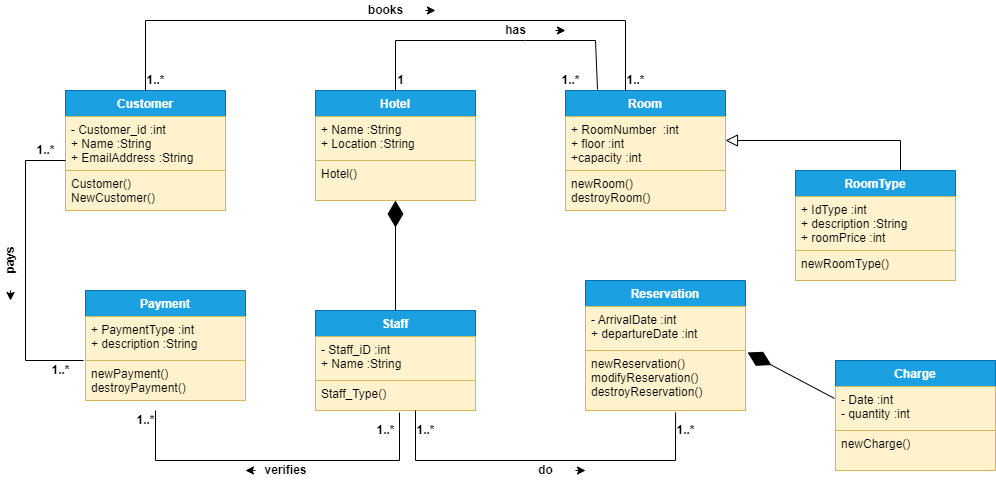 books
has
1..*
1
1..*
1..*
Customer
- Customer_id :int
+ Name :String
+ EmailAddress :String
Customer()
NewCustomer()
Hotel
+ Name :String
+ Location :String
Hotel()
Room
+ RoomNumber :int
+ floor :int
+capacity :int
newRoom()
destroyRoom()
1..*
RoomType
+ IdType :int
+ description :String
+ roomPrice :int
newRoomType()
pays
Payment
+ PaymentType :int
+ description :String
newPayment()
destroyPayment()
1..*
Staff
- Staff_iD :int
+ Name :String
Staff_Type()
Reservation
- ArrivalDate :int
+ departureDate :int
newReservation()
modifyReservation()
destroyReservation()
Charge
- Date :int
- quantity :int
newCharge()
1..*
1..*
1..*
1..*
verifies
do